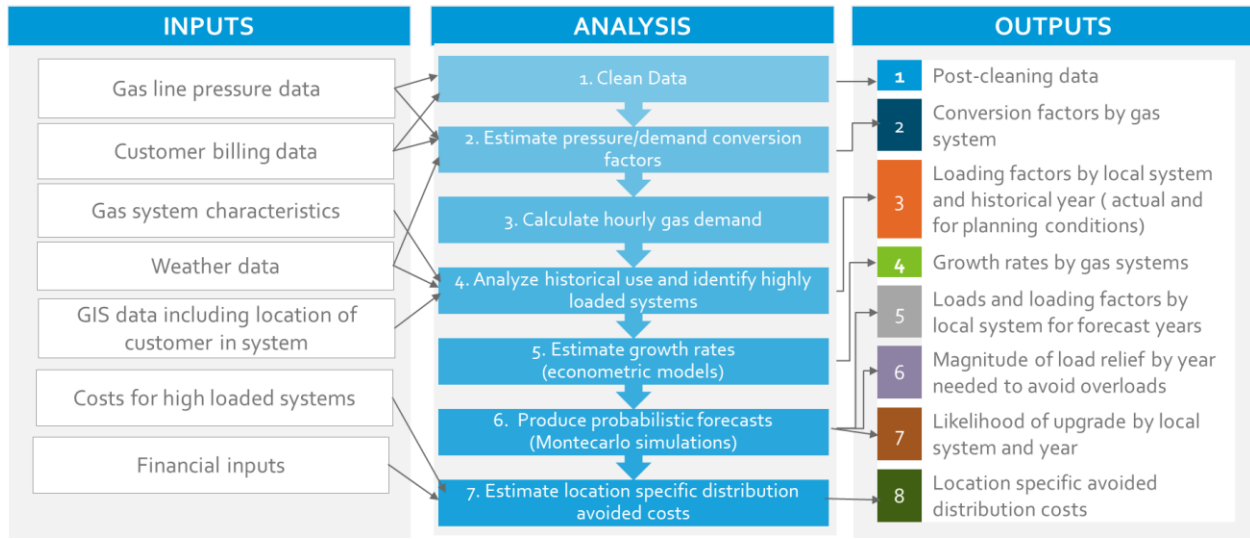 INPUTS
Gas line pressure data
Customer billing data
Gas system characteristics
Weather data
GIS data including location of
customer in system
Costs for high loaded systems
Financial inputs
ANALYSIS
1. Clean Data
2. Estimate pressure/demand conversion
factors
3. Calculate hourly gas demand
4. Analyze historical use and identify highly
loaded systems
5. Estimate growth rates
(econometric models)
6. Produce probabilistic forecasts
(Montecarlo simulations)
7. Estimate location specific distribution
avoided costs
OUTPUTS
1 Post-cleaning data
2 Conversion factors by gas
system
3 Loading factors by local system
and historical year ( actual and
for planning conditions)
4 Growth rates by gas systems
5 Loads and loading factors by
local system for forecast years
6 Magnitude of load relief by year
needed to avoid overloads
7 Likelihood of upgrade by local
system and year
8 Location specific avoided
distribution costs